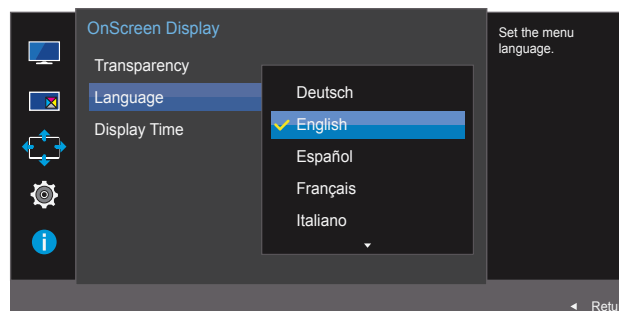 OnScreen Display
Transparency
Language
Display Time
Deutsch
English
Español
Français
Italiano
Set the menu
language.
Retu